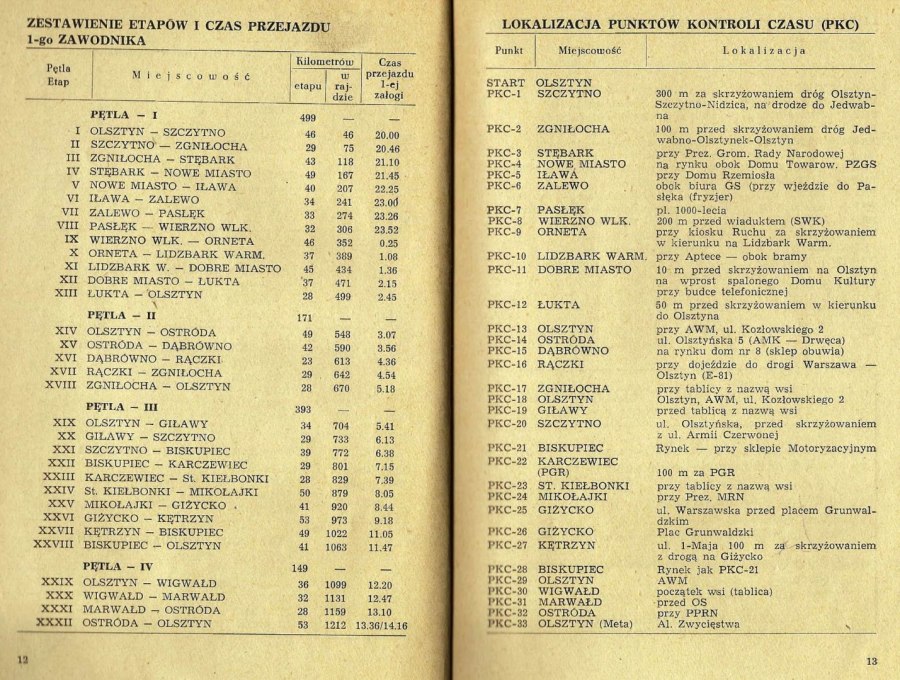 ZESTAWIENIE ETAPÓW I CZAS PRZEJAZDU
1-go ZAWODNIKA
Pętla Etap | Miejscowość | Kilometrów etapu | Kilometrów w raj-dzie | Czas przejazdu 1-ej załogi
PĘTLA — I 499 — —
I OLSZTYN — SZCZYTNO 46 46 20.00
II SZCZYTNO — ZGNIŁOCHA 29 75 20.46
III ZGNIŁOCHA — STĘBARK 43 118 21.10
IV STĘBARK — NOWE MIASTO 49 167 21.45
V NOWE MIASTO — IŁAWA 40 207 22.25
VI IŁAWA — ZALEWO 34 241 23.00
VII ZALEWO — PASŁĘK 33 274 23.26
VIII PASŁĘK — WIERZNO WLK. 32 306 23.52
IX WIERZNO WLK. — ORNETA 46 352 0.25
X ORNETA — LIDZBARK WARM. 37 389 1.08
XI LIDZBARK W. — DOBRE MIASTO 45 434 1.36
XII DOBRE MIASTO — ŁUKTA 37 471 2.15
XIII ŁUKTA — OLSZTYN 28 499 2.45
PĘTLA — II 171 — —
XIV OLSZTYN — OSTRÓDA 49 548 3.07
XV OSTRÓDA — DĄBRÓWNO 42 590 3.56
XVI DĄBRÓWNO — RĄCZKI 23 613 4.36
XVII RĄCZKI — ZGNIŁOCHA 29 642 4.54
XVIII ZGNIŁOCHA — OLSZTYN 28 670 5.18
PĘTLA — III 393 — —
XIX OLSZTYN — GIŁAWY 34 704 5.41
XX GIŁAWY — SZCZYTNO 29 733 6.13
XXI SZCZYTNO — BISKUPIEC 39 772 6.38
XXII BISKUPIEC — KARCZEWIEC 29 801 7.15
XXIII KARCZEWIEC — St. KIEŁBONKI 28 829 7.39
XXIV St. KIEŁBONKI — MIKOŁAJKI 50 879 8.05
XXV MIKOŁAJKI — GIŻYCKO 41 920 8.44
XXVI GIŻYCKO — KĘTRZYN 53 973 9.18
XXVII KĘTRZYN — BISKUPIEC 49 1022 11.05
XXVIII BISKUPIEC — OLSZTYN 41 1063 11.47
PĘTLA — IV 149 — —
XXIX OLSZTYN — WIGWAŁD 36 1099 12.20
XXX WIGWAŁD — MARWAŁD 32 1131 12.47
XXXI MARWAŁD — OSTRÓDA 28 1159 13.10
XXXII OSTRÓDA — OLSZTYN 53 1212 13.36/14.16
12
LOKALIZACJA PUNKTÓW KONTROLI CZASU (PKC)
Punkt | Miejscowość | Lokalizacja
START OLSZTYN
PKC-1 SZCZYTNO 300 m za skrzyżowaniem dróg Olsztyn-
Szczytno-Nidzica, na drodze do Jedwab-
na
PKC-2 ZGNIŁOCHA 100 m przed skrzyżowaniem dróg Jed-
wabno-Olsztynek-Olsztyn
PKC-3 STĘBARK przy Prez. Grom. Rady Narodowej
PKC-4 NOWE MIASTO na rynku obok Domu Towarow. PZGS
PKC-5 IŁAWA przy Domu Rzemiosła
PKC-6 ZALEWO obok biura GS (przy wjeździe do Pa-
słęka (fryzjer)
PKC-7 PASŁĘK pl. 1000-lecia
PKC-8 WIERZNO WLK. 200 m przed wiaduktem (SWK)
PKC-9 ORNETA przy kiosku Ruchu za skrzyżowaniem
w kierunku na Lidzbark Warm.
PKC-10 LIDZBARK WARM. przy Aptece — obok bramy
PKC-11 DOBRE MIASTO 10 m przed skrzyżowaniem na Olsztyn
na wprost spalonego Domu Kultury
przy budce telefonicznej
PKC-12 ŁUKTA 50 m przed skrzyżowaniem w kierunku
do Olsztyna
PKC-13 OLSZTYN przy AWM, ul. Kozłowskiego 2
PKC-14 OSTRÓDA ul. Olsztyńska 5 (AMK — Drwęca)
PKC-15 DĄBRÓWNO na rynku dom nr 8 (sklep obuwia)
PKC-16 RĄCZKI przy dojeździe do drogi Warszawa —
Olsztyn (E-81)
PKC-17 ZGNIŁOCHA przy tablicy z nazwą wsi
PKC-18 OLSZTYN Olsztyn, AWM, ul. Kozłowskiego 2
PKC-19 GIŁAWY przed tablicą z nazwą wsi
PKC-20 SZCZYTNO ul. Olsztyńska, przed skrzyżowaniem
z ul. Armii Czerwonej
PKC-21 BISKUPIEC Rynek — przy sklepie Motoryzacyjnym
PKC-22 KARCZEWIEC
(PGR) 100 m za PGR
PKC-23 ST. KIEŁBONKI przy tablicy z nazwą wsi
PKC-24 MIKOŁAJKI przy Prez. MRN
PKC-25 GIŻYCKO ul. Warszawska przed placem Grunwal-
dzkim
PKC-26 GIŻYCKO Plac Grunwaldzki
PKC-27 KĘTRZYN ul. 1-Maja 100 m za skrzyżowaniem
z drogą na Giżycko
PKC-28 BISKUPIEC Rynek jak PKC-21
PKC-29 OLSZTYN AWM
PKC-30 WIGWAŁD początek wsi (tablica)
PKC-31 MARWAŁD przed OS
PKC-32 OSTRÓDA przy PPRN
PKC-33 OLSZTYN (Meta) Al. Zwycięstwa
13